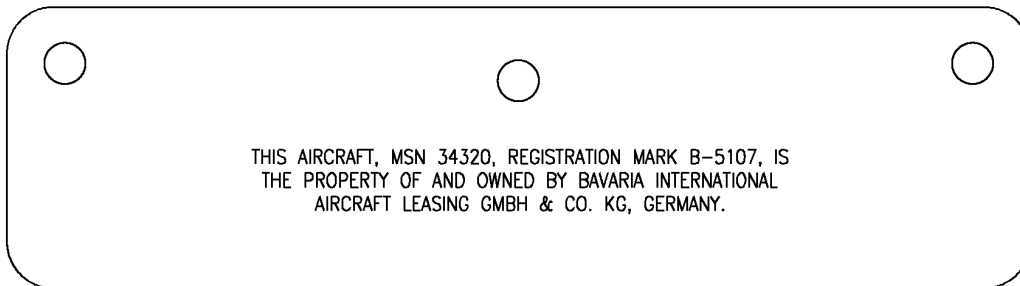 THIS AIRCRAFT, MSN 34320, REGISTRATION MARK B-5107, IS
THE PROPERTY OF AND OWNED BY BAVARIA INTERNATIONAL
AIRCRAFT LEASING GMBH & CO. KG, GERMANY.